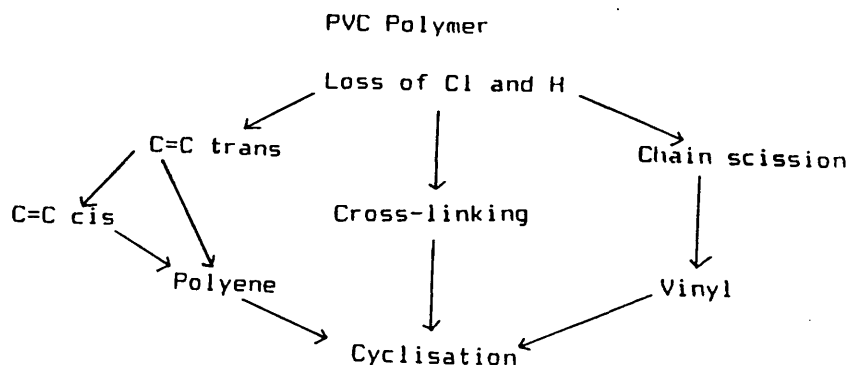 PVC Polymer
Loss of Cl and H
C=C trans
Chain scission
C=C cis
Cross-linking
Polyene
Vinyl
Cyclisation